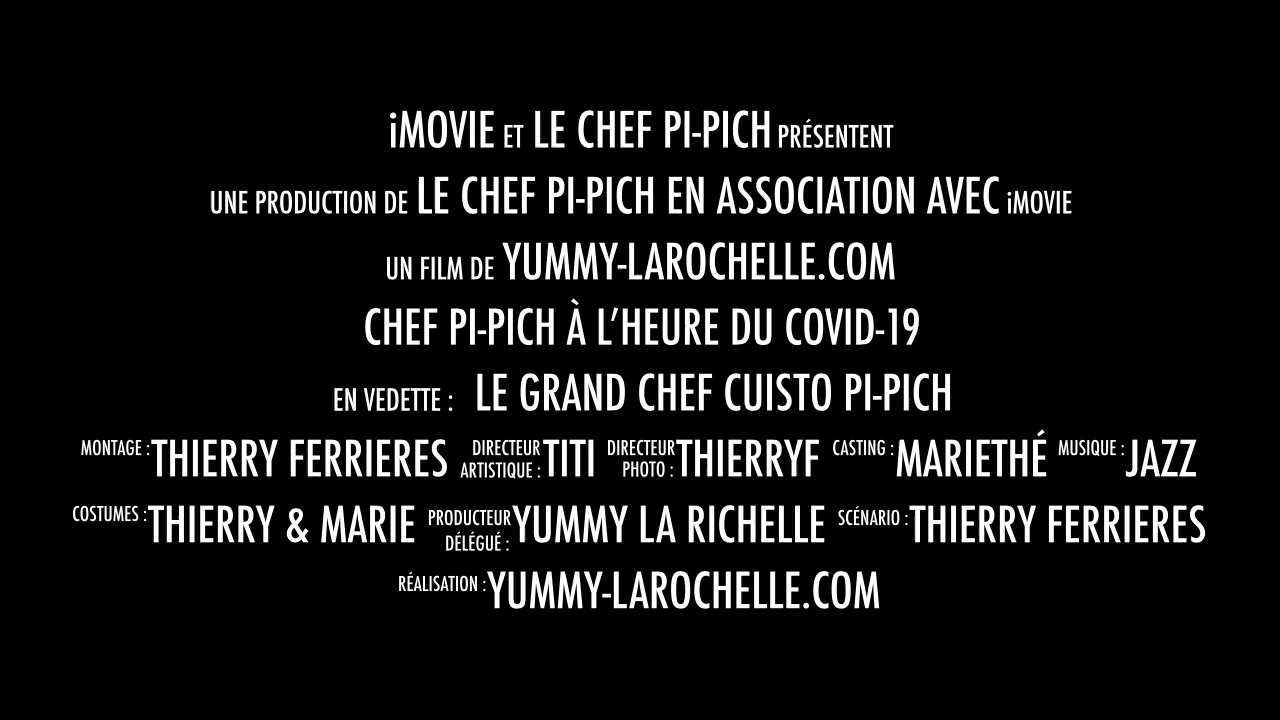 iMOVIE ET LE CHEF PI-PICH PRÉSENTENT
UNE PRODUCTION DE LE CHEF PI-PICH EN ASSOCIATION AVEC iMOVIE
UN FILM DE YUMMY-LAROCHELLE.COM
CHEF PI-PICH À L'HEURE DU COVID-19
EN VEDETTE : LE GRAND CHEF CUISTO PI-PICH
MONTAGE : THIERRY FERRIERES DIRECTEUR ARTISTIQUE : TITI DIRECTEUR PHOTO : THIERRYF CASTING : MARIETHÉ MUSIQUE : JAZZ
COSTUMES : THIERRY & MARIE PRODUCTEUR DÉLÉGUÉ : YUMMY LA RICHELLE SCÉNARIO : THIERRY FERRIERES
RÉALISATION : YUMMY-LAROCHELLE.COM